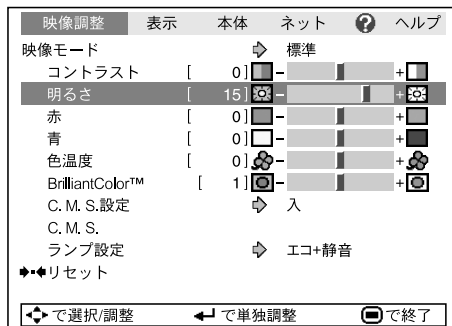 映像調整 表示 本体 ネット ヘルプ
映像モード 標準
コントラスト [ 0] - +
明るさ [ 15] - +
赤 [ 0] - +
青 [ 0] - +
色温度 [ 0] - +
BrilliantColor™ [ 1] - +
C. M. S.設定 入
C. M. S.
ランプ設定 エコ+静音
リセット
で選択/調整 で単独調整 で終了